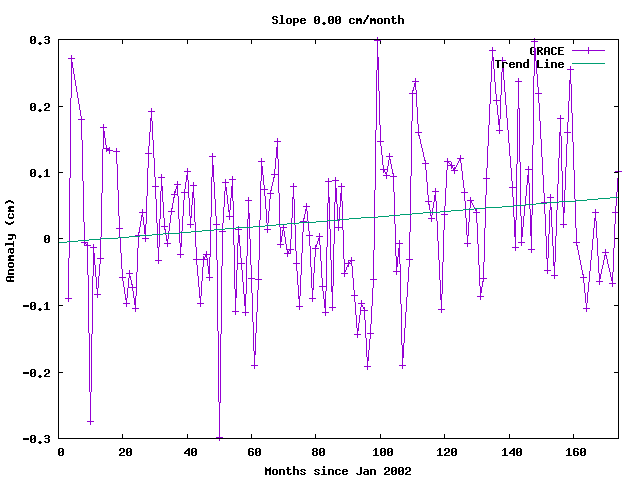 Slope 0.00 cm/month
GRACE
Trend Line
0.3
0.2
0.1
0
-0.1
-0.2
-0.3
Anomaly (cm)
0 20 40 60 80 100 120 140 160
Months since Jan 2002